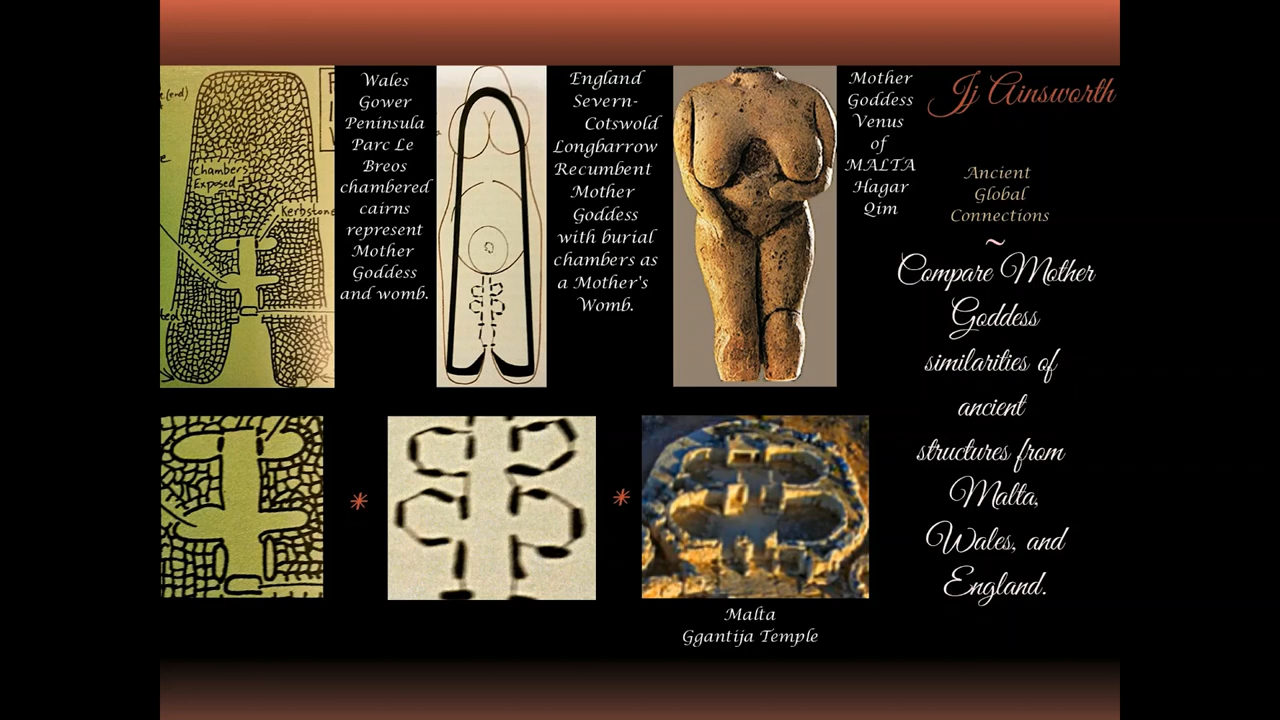 (end)
Chambers
Exposed
Kerbstone
Wales
Gower
Peninsula
Parc Le
Breos
chambered
cairns
represent
Mother
Goddess
and womb.
England
Severn-
Cotswold
Longbarrow
Recumbent
Mother
Goddess
with burial
chambers as
a Mother's
Womb.
Mother
Goddess
Venus
of
MALTA
Hagar
Qim
Jj Ainsworth
Ancient
Global
Connections
~
Compare Mother
Goddess
similarities of
ancient
structures from
Malta,
Wales, and
England.
*
*
Malta
Ggantija Temple